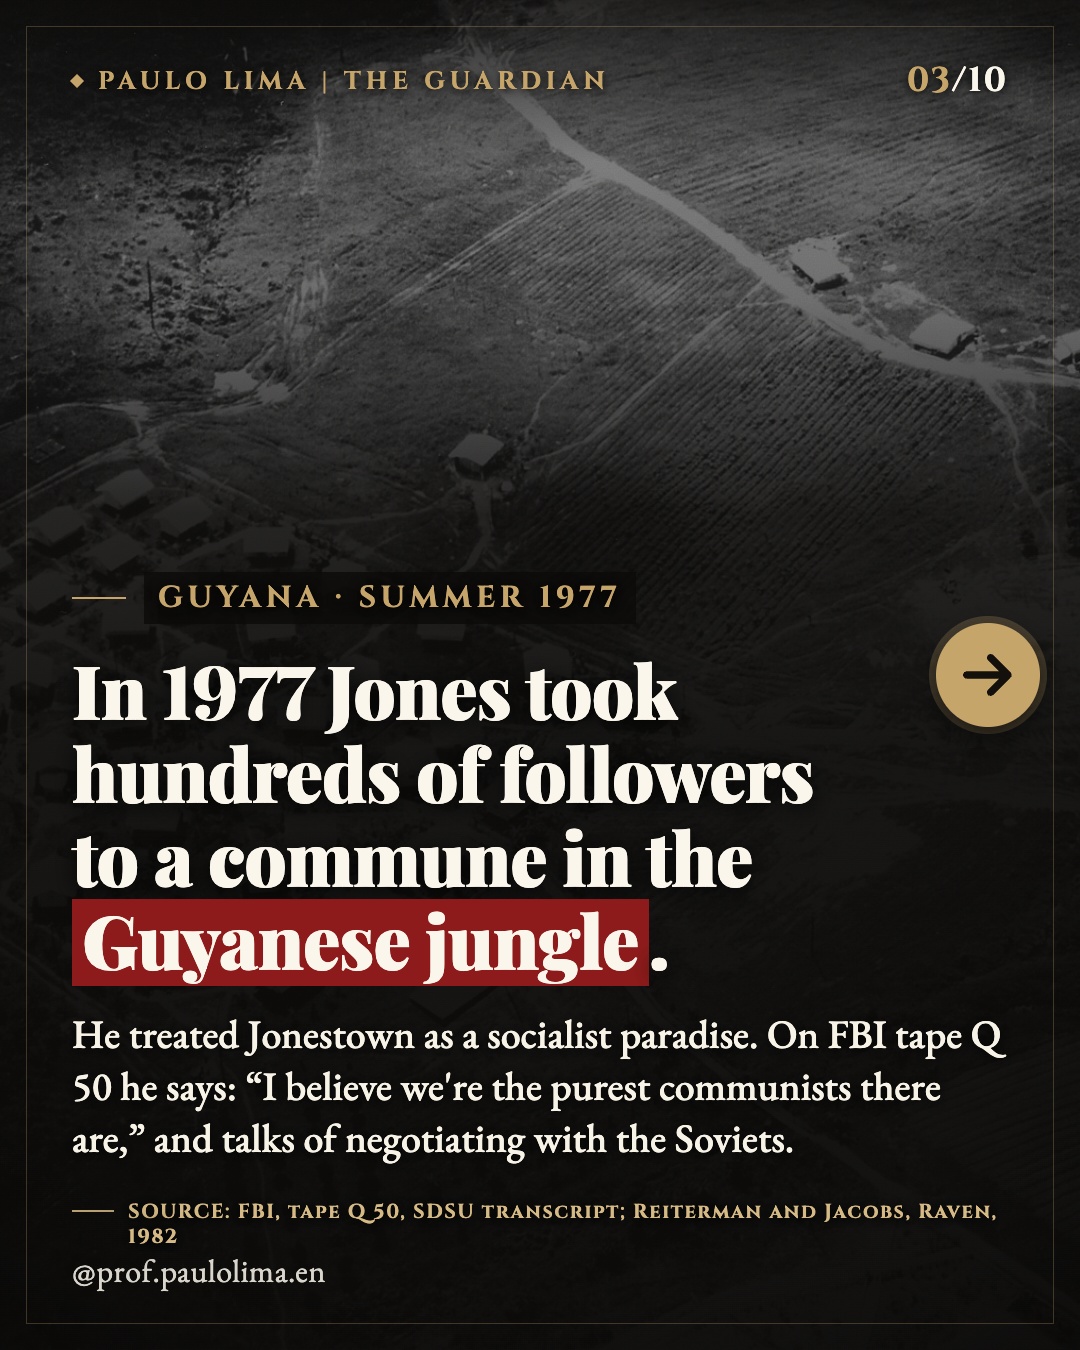 ◆ PAULO LIMA | THE GUARDIAN
03/10
GUYANA · SUMMER 1977
In 1977 Jones took
hundreds of followers
to a commune in the
Guyanese jungle.
He treated Jonestown as a socialist paradise. On FBI tape Q
50 he says: “I believe we're the purest communists there
are,” and talks of negotiating with the Soviets.
SOURCE: FBI, TAPE Q 50, SDSU TRANSCRIPT; REITERMAN AND JACOBS, RAVEN,
1982
@prof.paulolima.en